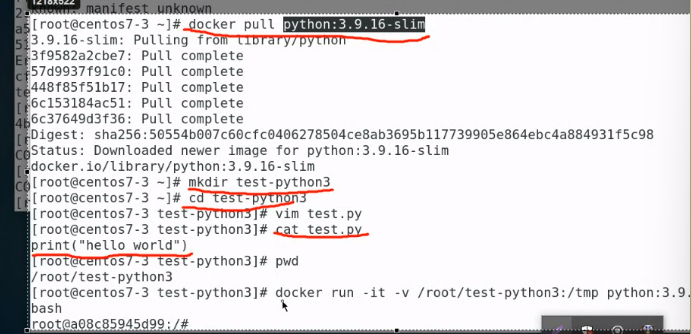 1218x522
known: manifest unknown
[root@centos7-3 ~]# docker pull python:3.9.16-slim
3.9.16-slim: Pulling from library/python
3f9582a2cbe7: Pull complete
57d9937f91c0: Pull complete
448f85f51b17: Pull complete
6c153184ac51: Pull complete
6c37649d3f36: Pull complete
Digest: sha256:50554b007c60cfc0406278504ce8ab3695b117739905e864ebc4a884931f5c98
Status: Downloaded newer image for python:3.9.16-slim
docker.io/library/python:3.9.16-slim
[root@centos7-3 ~]# mkdir test-python3
[root@centos7-3 ~]# cd test-python3
[root@centos7-3 test-python3]# vim test.py
[root@centos7-3 test-python3]# cat test.py
print("hello world")
[root@centos7-3 test-python3]# pwd
/root/test-python3
[root@centos7-3 test-python3]# docker run -it -v /root/test-python3:/tmp python:3.9.
bash
root@a08c85945d99:/#